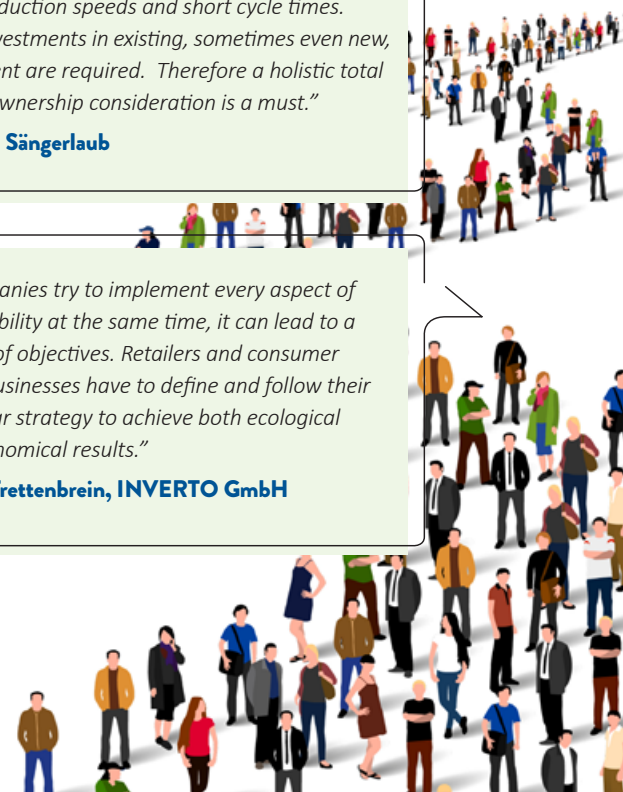 duction speeds and short cycle times.
vestments in existing, sometimes even new,
ent are required.  Therefore a holistic total
wnership consideration is a must.”
Sängerlaub
anies try to implement every aspect of
bility at the same time, it can lead to a
of objectives. Retailers and consumer
usinesses have to define and follow their
ar strategy to achieve both ecological
nomical results.”
Trettenbrein, INVERTO GmbH